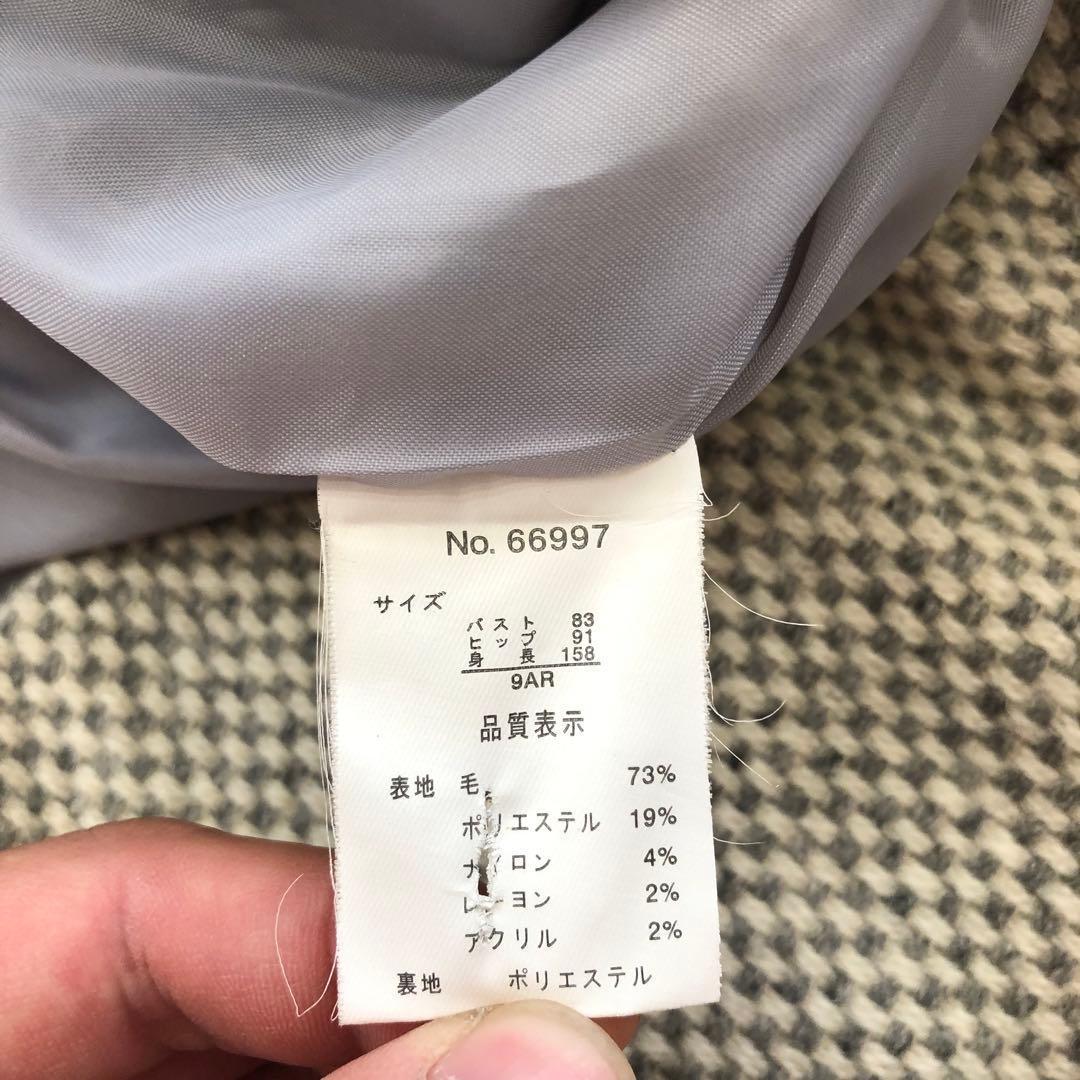 No. 66997
サイズ
バスト 83
ヒップ 91
身長 158
9AR
品質表示
表地 毛 73%
ポリエステル 19%
ナイロン 4%
レーヨン 2%
アクリル 2%
裏地 ポリエステル